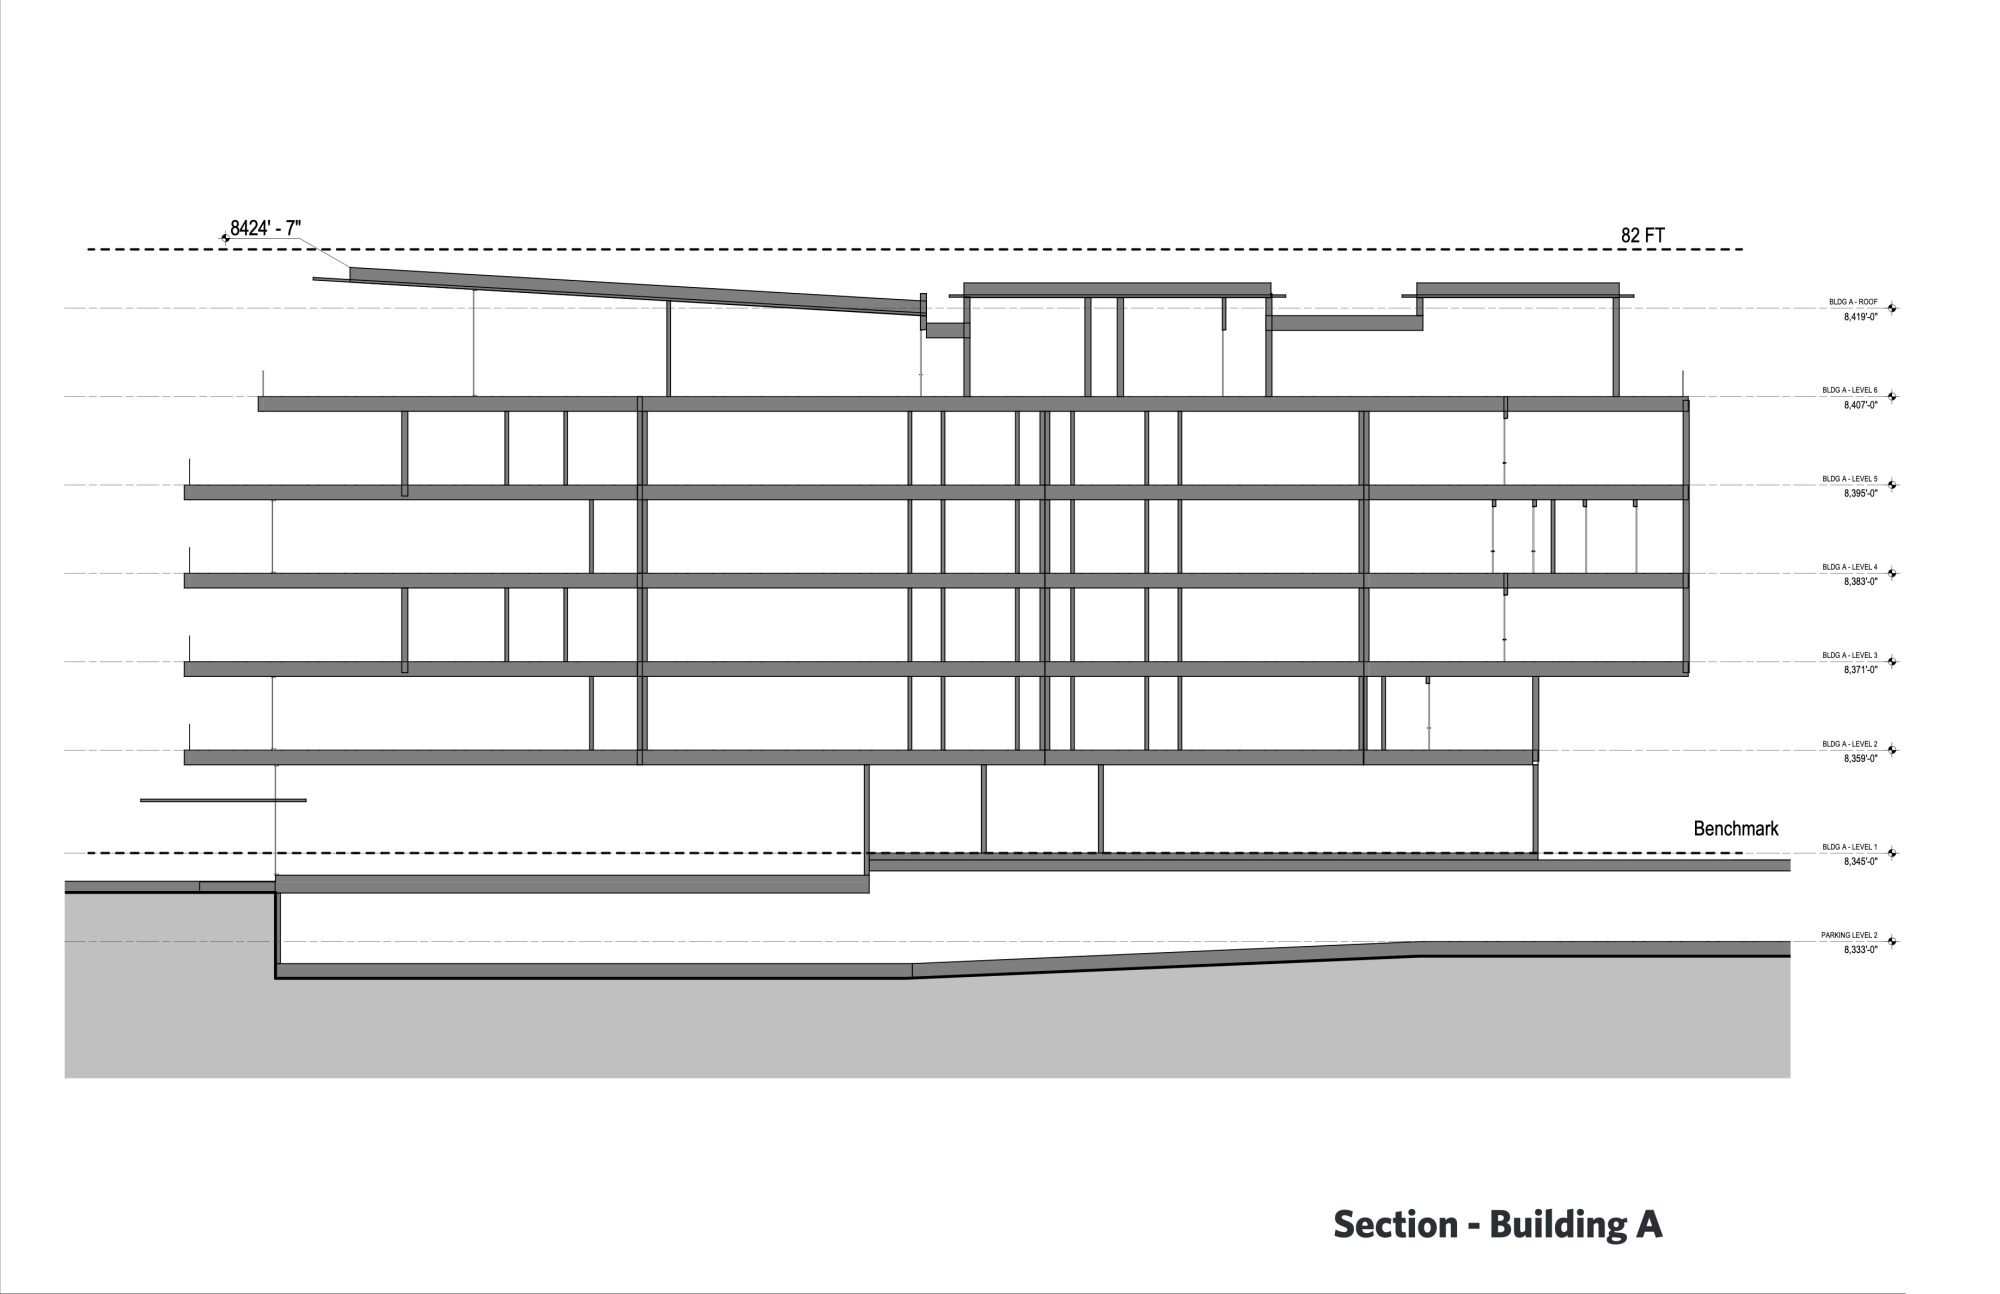 8424' - 7"
82 FT
BLDG A - ROOF
8,419'-0"
BLDG A - LEVEL 6
8,407'-0"
BLDG A - LEVEL 5
8,395'-0"
BLDG A - LEVEL 4
8,383'-0"
BLDG A - LEVEL 3
8,371'-0"
BLDG A - LEVEL 2
8,359'-0"
Benchmark
BLDG A - LEVEL 1
8,345'-0"
PARKING LEVEL 2
8,333'-0"
Section - Building A